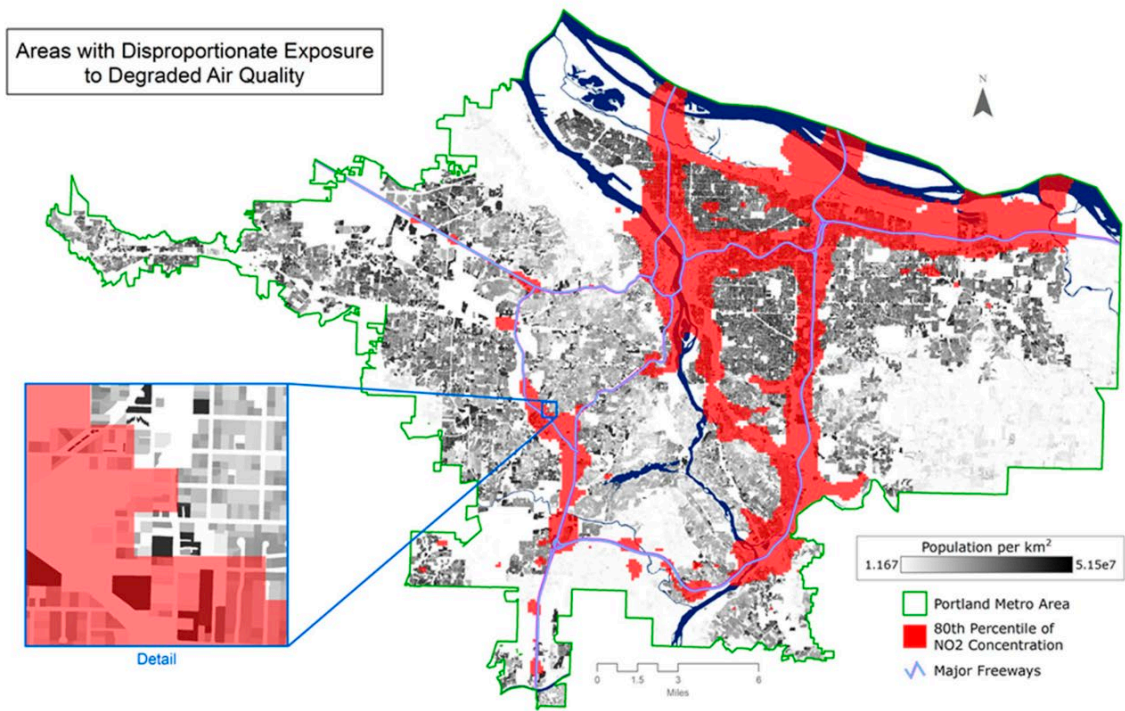 Areas with Disproportionate Exposure
to Degraded Air Quality
N
Detail
Population per km²
1.167
5.15e7
Portland Metro Area
80th Percentile of
NO2 Concentration
Major Freeways
0 1.5 3 6
Miles